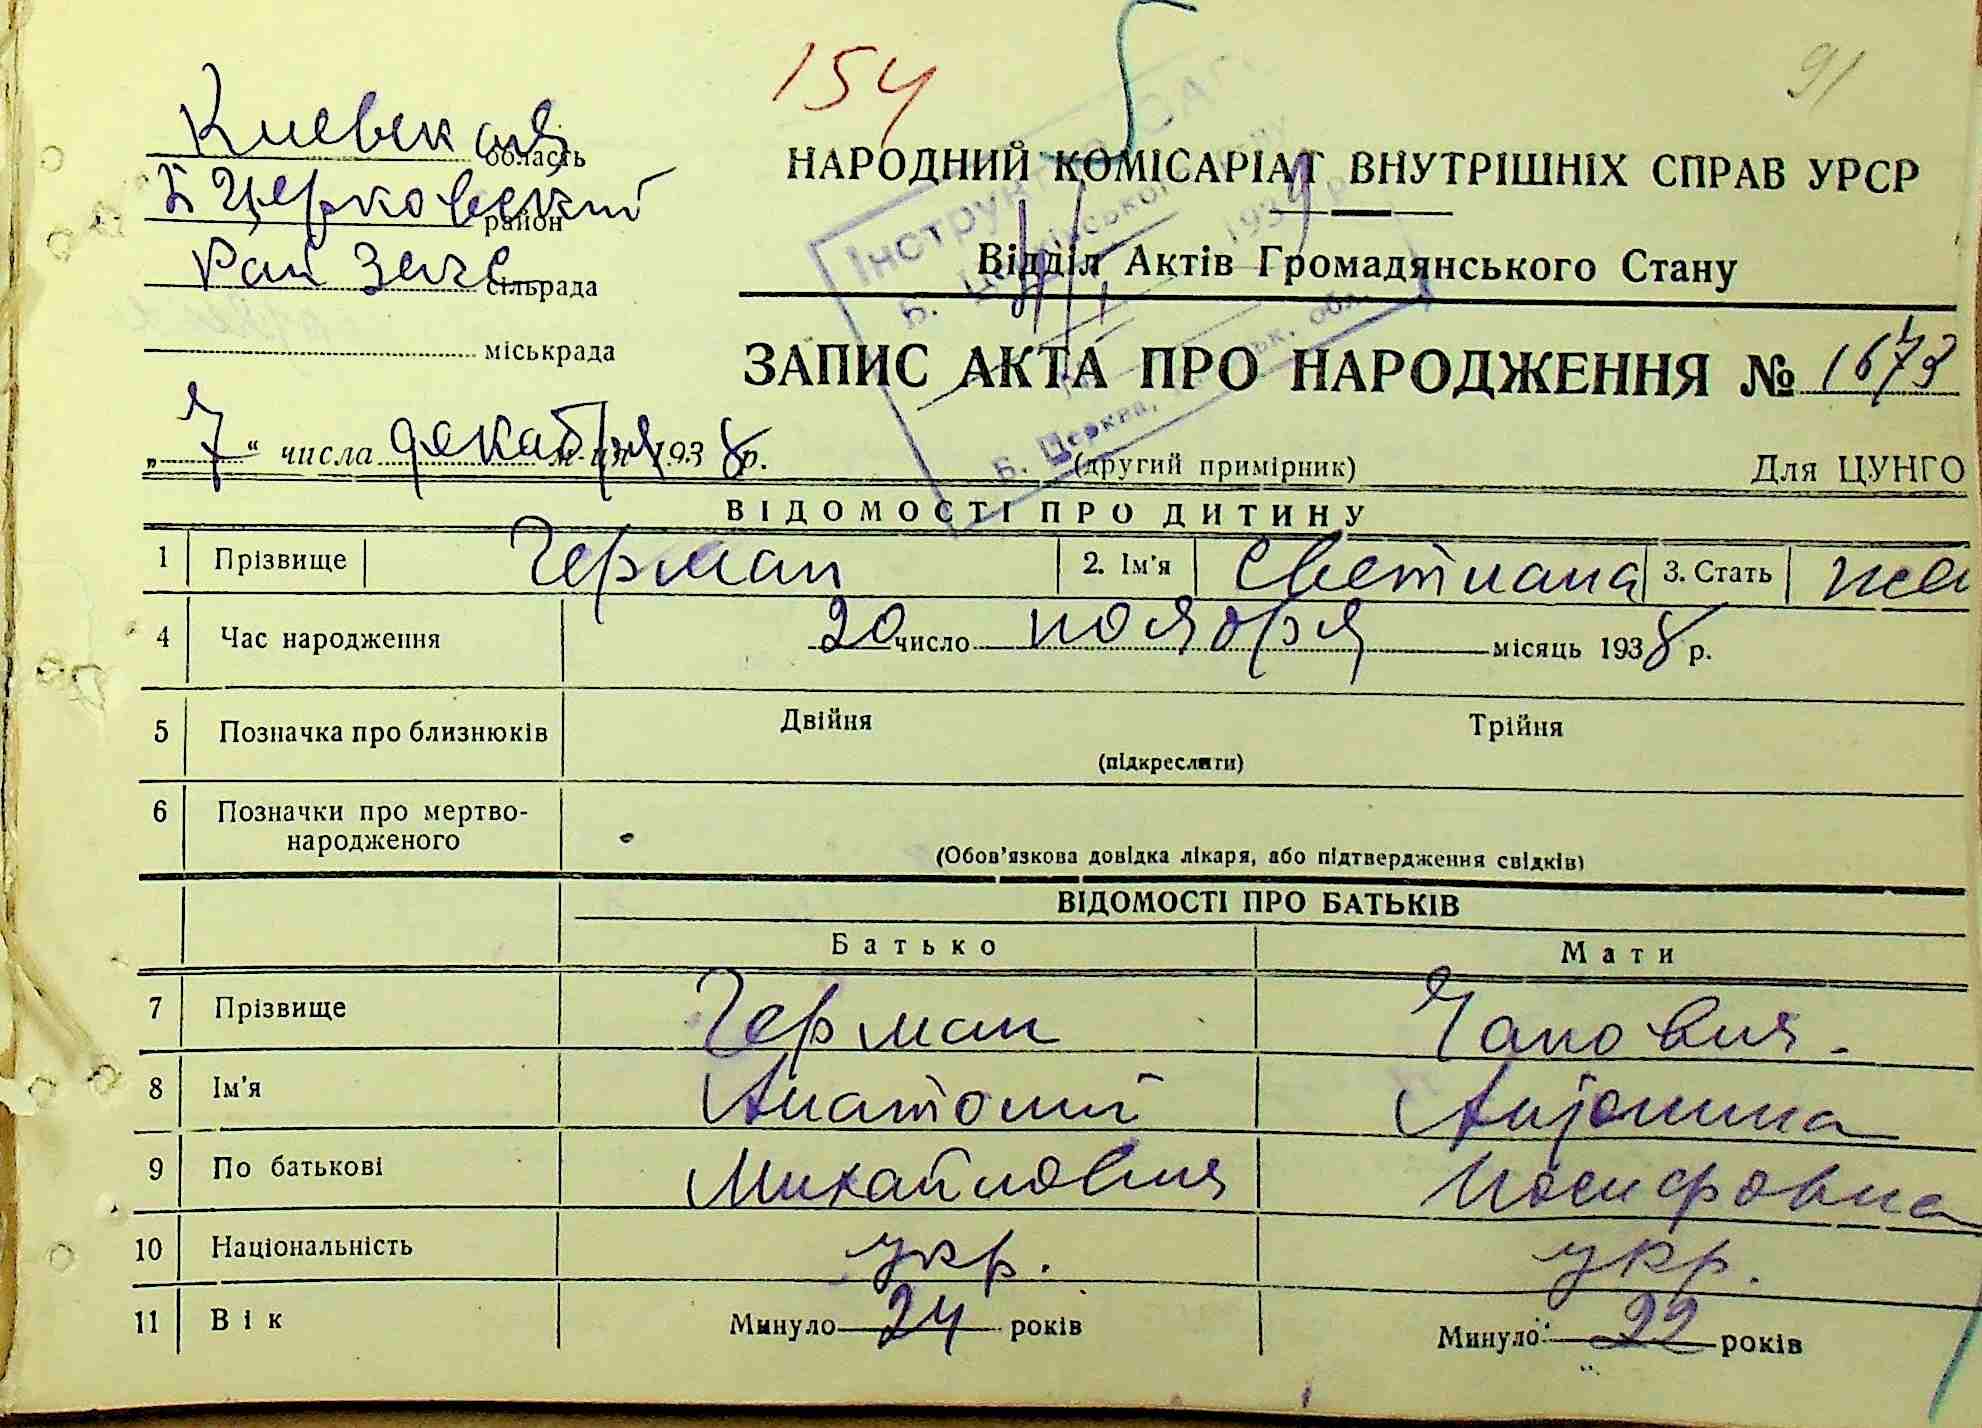 154
91
Киевская область
Б Церковский район
Рай Загс сільрада
міськрада
НАРОДНИЙ КОМІСАРІАТ ВНУТРІШНІХ СПРАВ УРСР
Відділ Актів Громадянського Стану
ЗАПИС АКТА ПРО НАРОДЖЕННЯ № 1673
„7“ числа декабря м-ця 1938 р.
(другий примірник)
Для ЦУНГО
ВІДОМОСТІ ПРО ДИТИНУ
1 Прізвище Герман 2. Ім'я Светлана 3. Стать жен
4 Час народження 20 число ноября місяць 1938 р.
5 Позначка про близнюків Двійня Трійня
(підкреслити)
6 Позначки про мертво-
народженого
(Обов'язкова довідка лікаря, або підтвердження свідків)
ВІДОМОСТІ ПРО БАТЬКІВ
Батько Мати
7 Прізвище Герман
8 Ім'я Анатолий Антонина
9 По батькові Михайлович Иосифовна
10 Національність укр. укр.
11 Вік Минуло 24 років Минуло 22 років